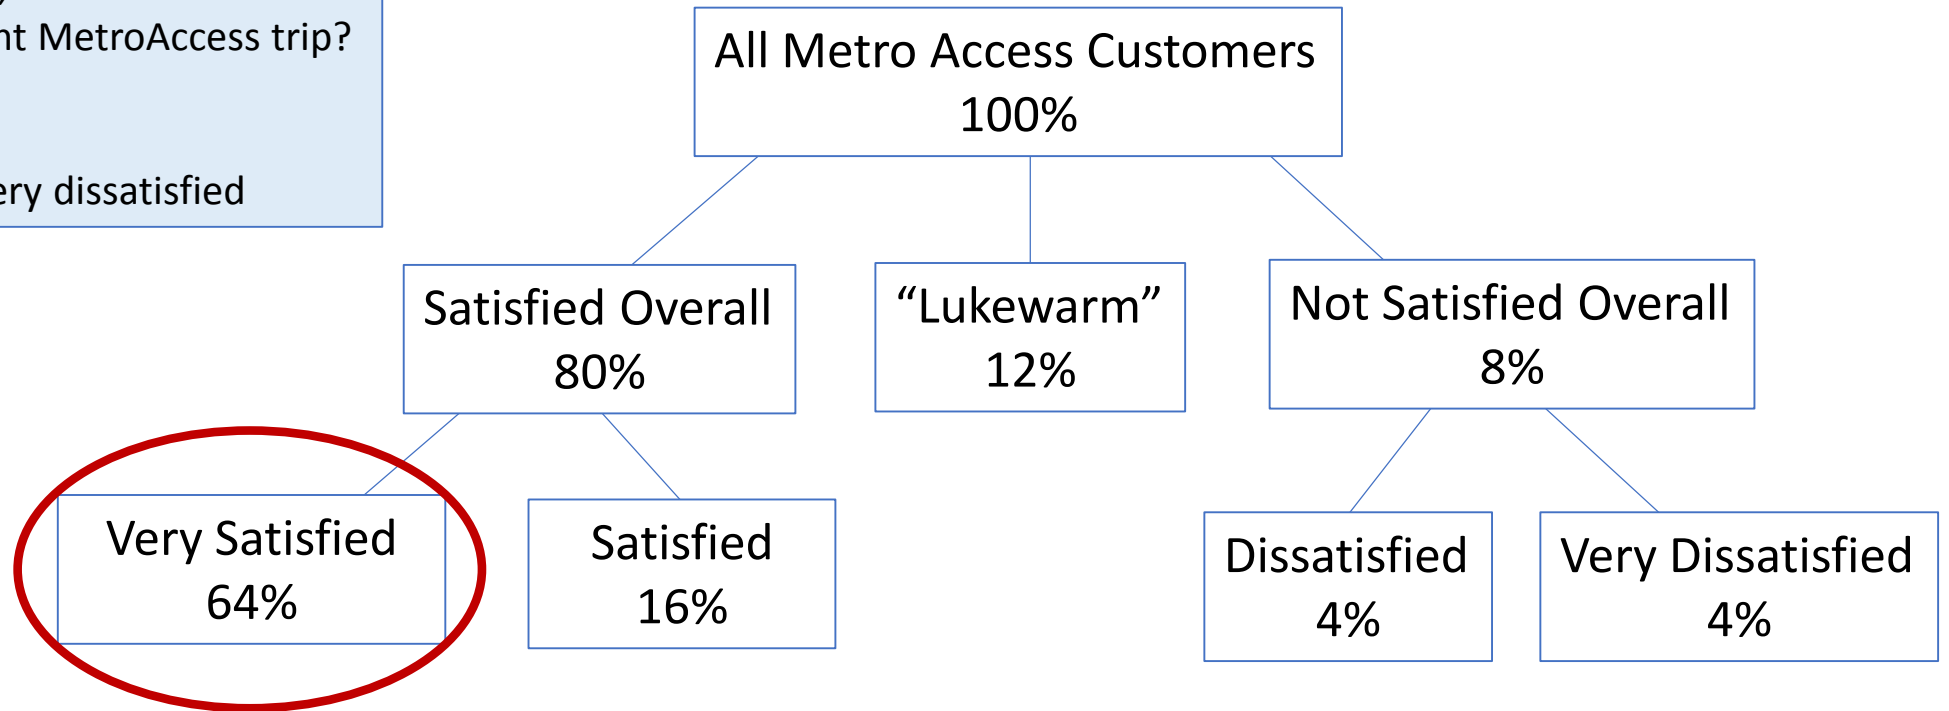 nt MetroAccess trip?
ery dissatisfied
All Metro Access Customers
100%
Satisfied Overall
80%
“Lukewarm”
12%
Not Satisfied Overall
8%
Very Satisfied
64%
Satisfied
16%
Dissatisfied
4%
Very Dissatisfied
4%